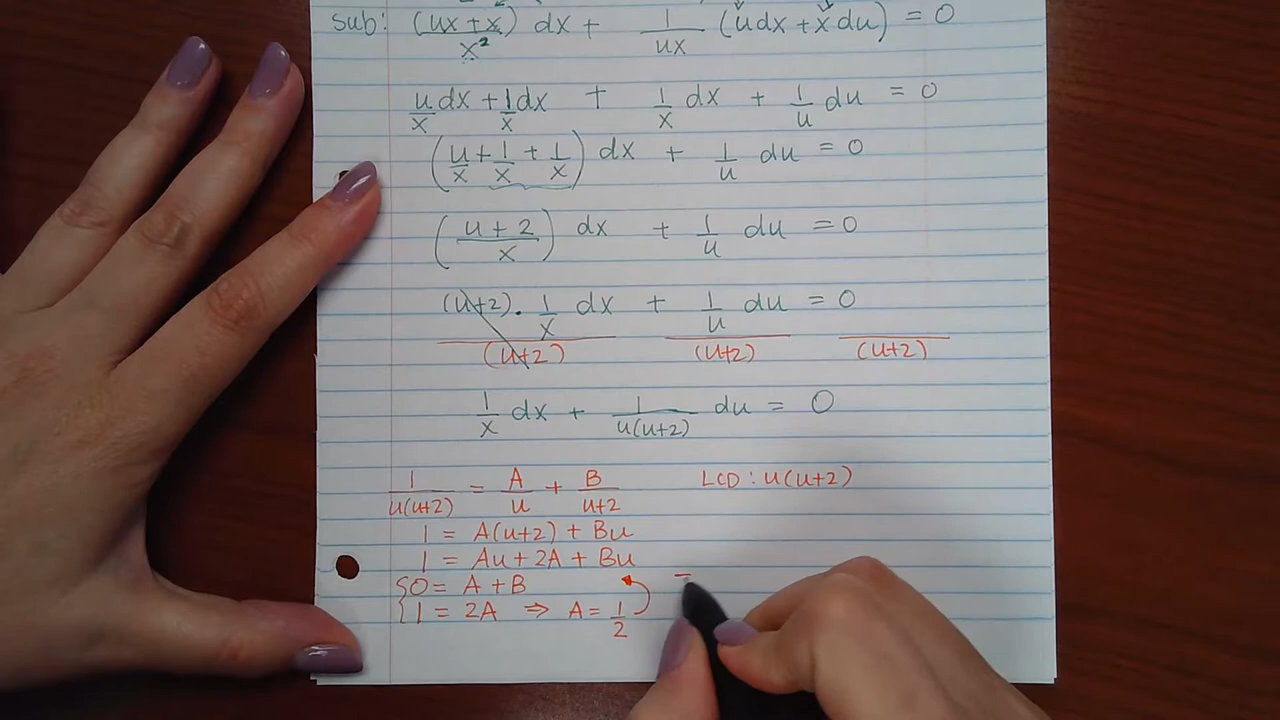 sub: (ux+x)/x² dx + 1/ux (udx + xdu) = 0
u/x dx + 1/x dx + 1/x dx + 1/u du = 0
(u/x + 1/x + 1/x) dx + 1/u du = 0
(u+2/x) dx + 1/u du = 0
(u+2) · 1/x dx + 1/u du = 0
(u+2) (u+2) (u+2)
1/x dx + 1/u(u+2) du = 0
1/u(u+2) = A/u + B/u+2 LCD: u(u+2)
1 = A(u+2) + Bu
1 = Au + 2A + Bu
{0 = A + B
{1 = 2A ⇒ A = 1/2